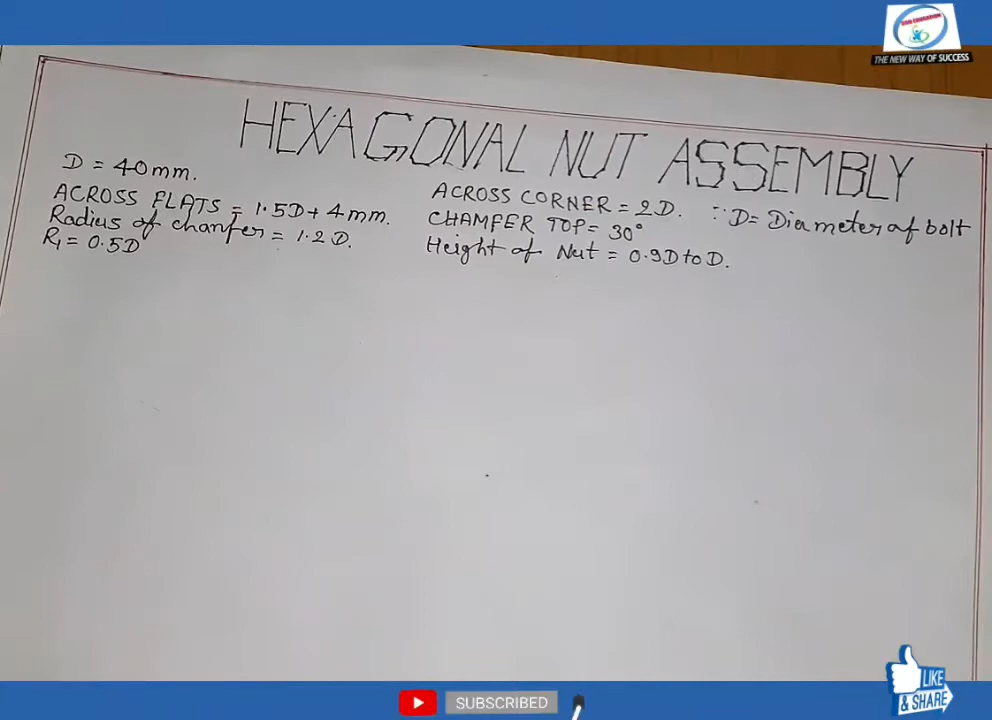 THE NEW WAY OF SUCCESS
HEXAGONAL NUT ASSEMBLY
D = 40mm.
ACROSS FLATS = 1.5D + 4mm.
Radius of chanfer = 1.2D.
R1 = 0.5D
ACROSS CORNER = 2D. ∵ D = Diameter of bolt
CHAMFER TOP = 30°
Height of Nut = 0.9D to D.
LIKE
& SHARE
SUBSCRIBED